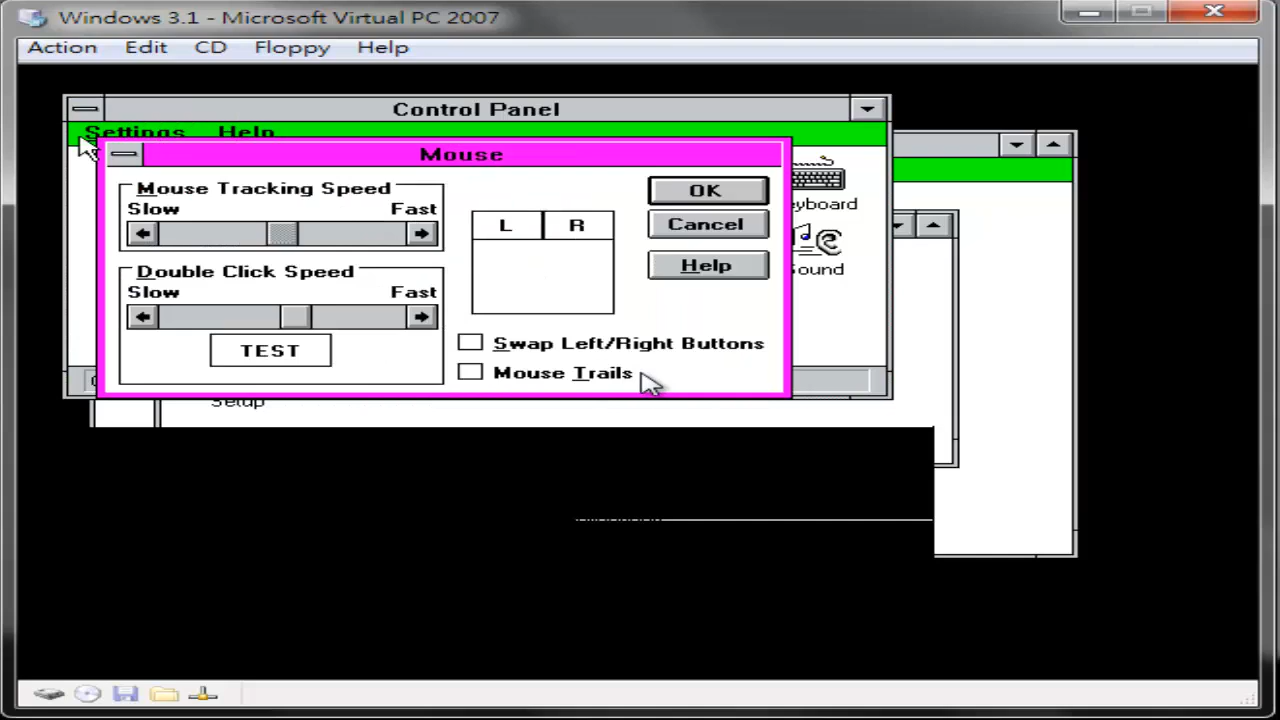 Windows 3.1 - Microsoft Virtual PC 2007
Action Edit CD Floppy Help
Control Panel
Settings Help
Mouse
Mouse Tracking Speed
Slow Fast
Double Click Speed
Slow Fast
TEST
L R
OK
Cancel
Help
Swap Left/Right Buttons
Mouse Trails
eyboard
Sound
Setup